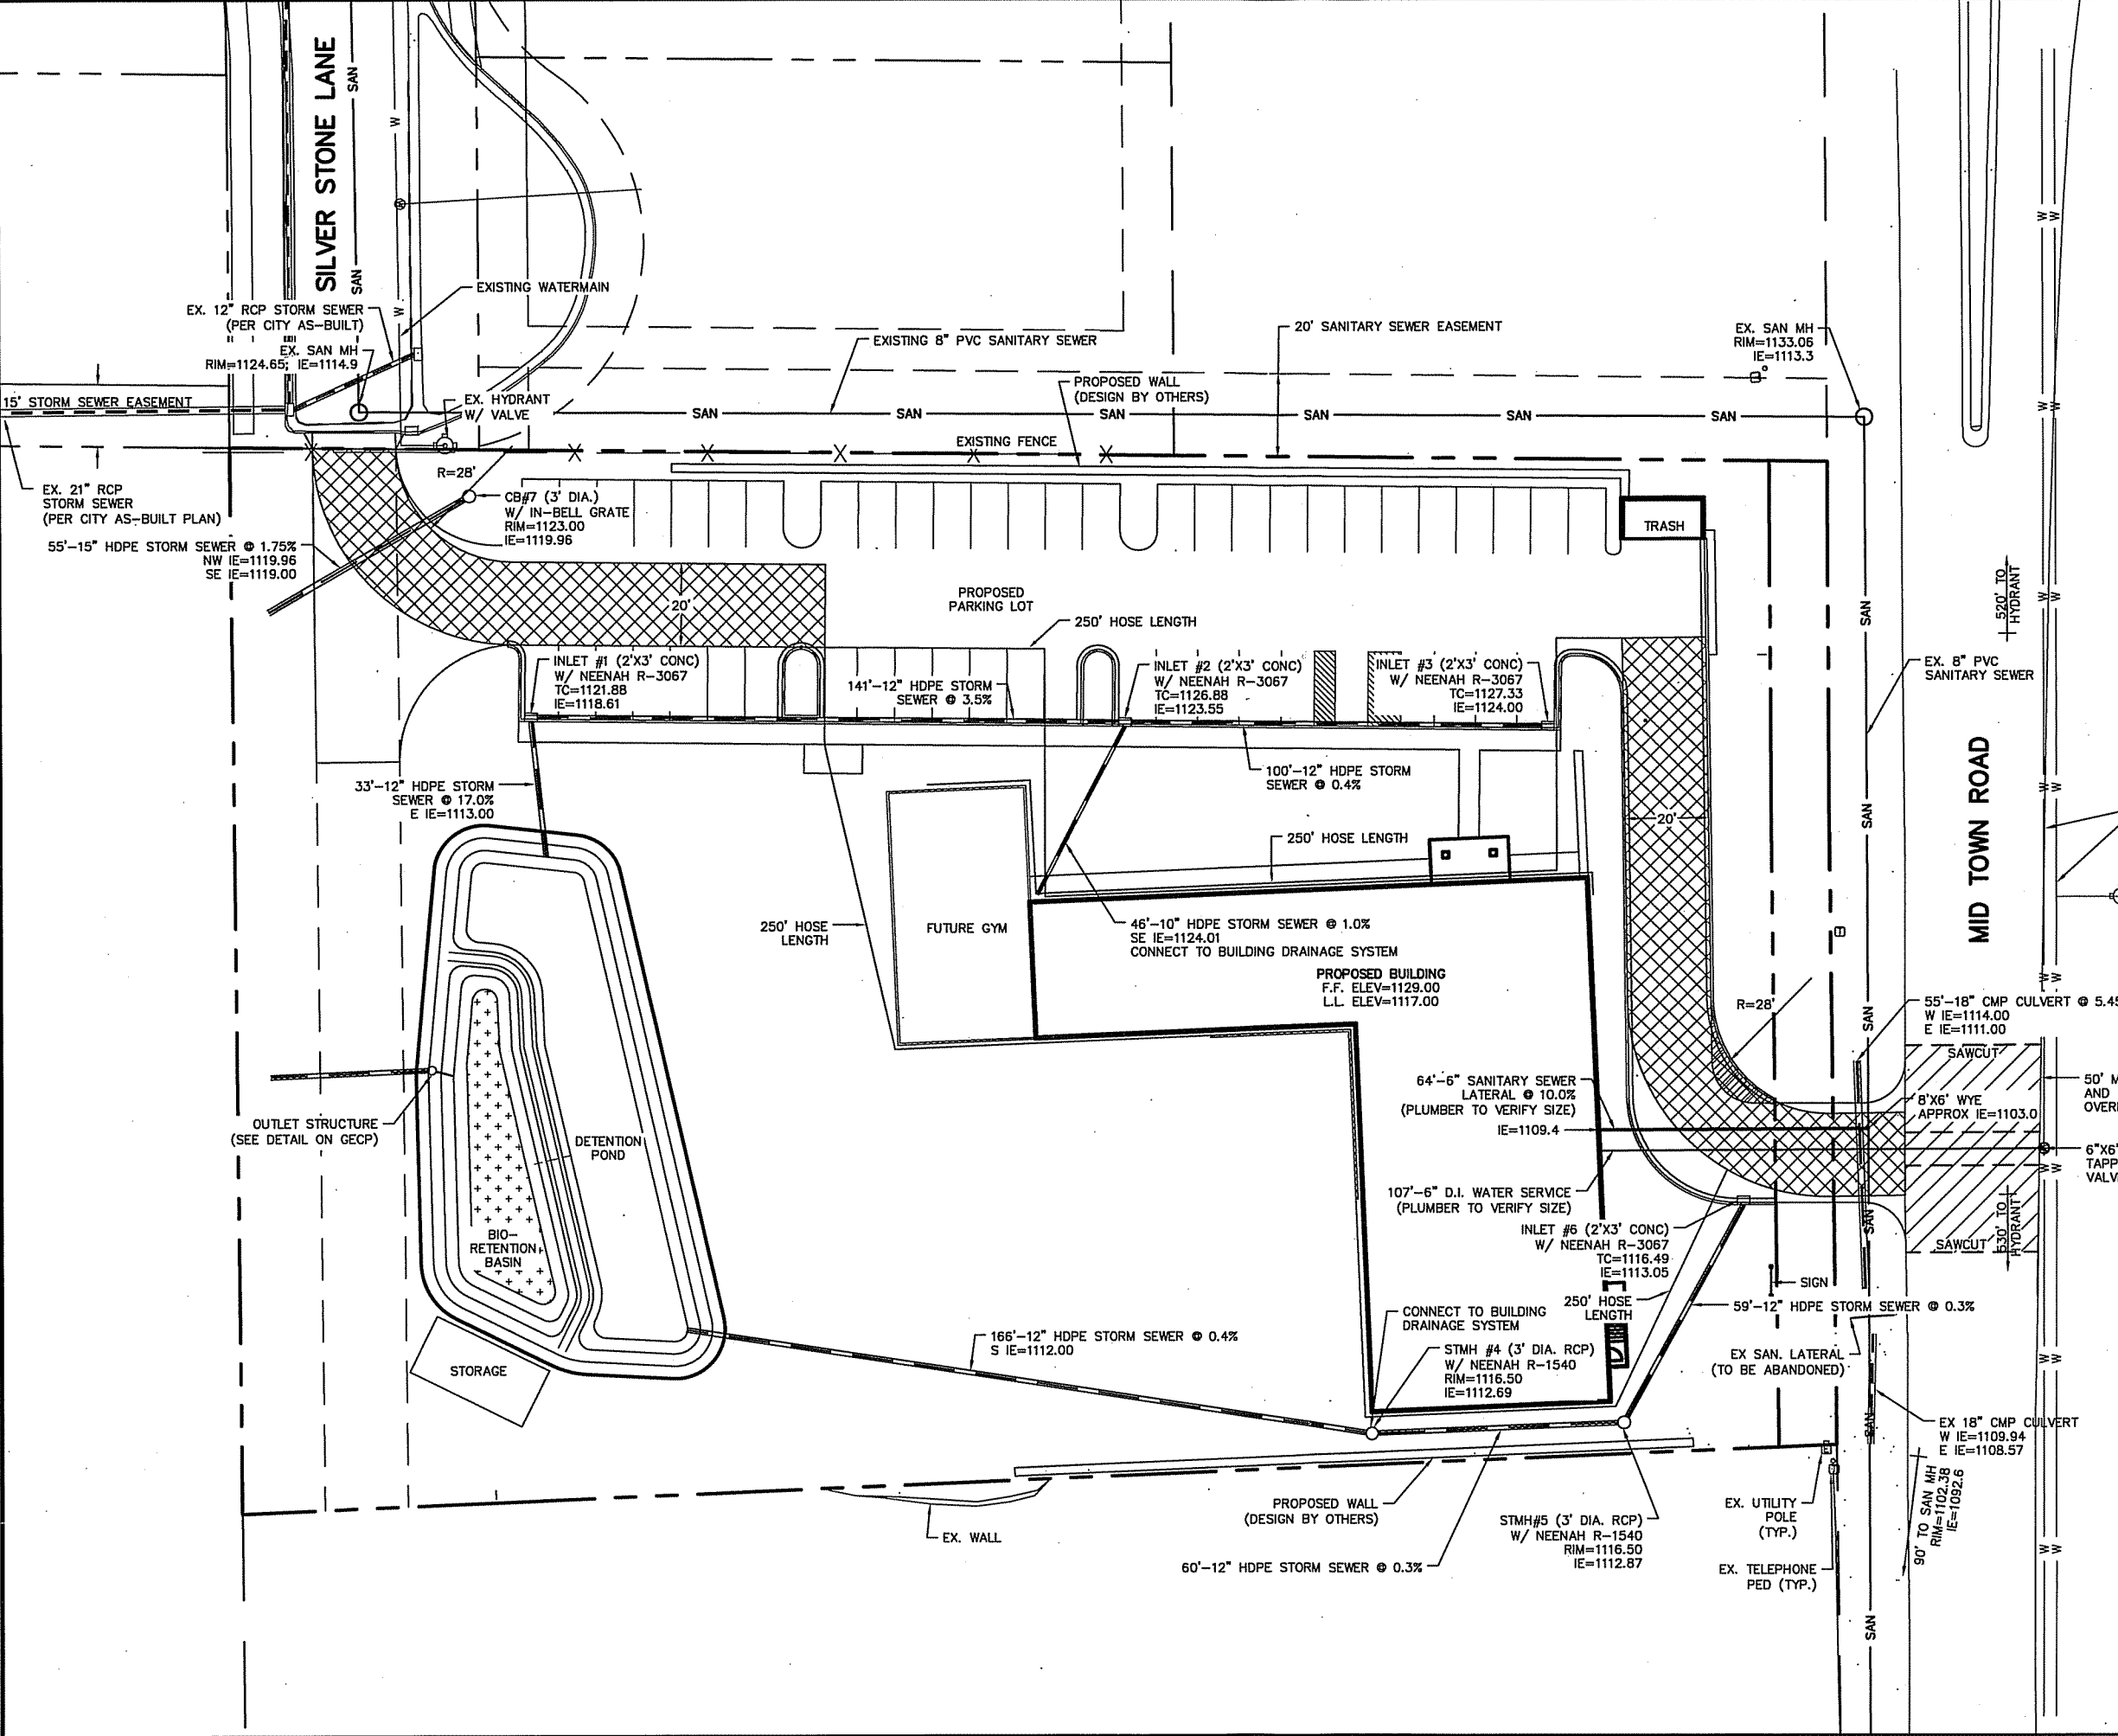 SILVER STONE LANE
SAN
SAN
W
W
EXISTING WATERMAIN
EX. 12" RCP STORM SEWER
(PER CITY AS-BUILT)
EX. SAN MH
RIM=1124.65; IE=1114.9
15' STORM SEWER EASEMENT
EX. 21" RCP
STORM SEWER
(PER CITY AS-BUILT PLAN)
EX. HYDRANT
W/ VALVE
EXISTING 8" PVC SANITARY SEWER
20' SANITARY SEWER EASEMENT
EX. SAN MH
RIM=1133.06
IE=1113.3
PROPOSED WALL
(DESIGN BY OTHERS)
SAN
SAN
SAN
SAN
SAN
SAN
EXISTING FENCE
R=28'
CB#7 (3' DIA.)
W/ IN-BELL GRATE
RIM=1123.00
IE=1119.96
55'-15" HDPE STORM SEWER @ 1.75%
NW IE=1119.96
SE IE=1119.00
TRASH
20'
PROPOSED
PARKING LOT
250' HOSE LENGTH
520' TO
HYDRANT
INLET #1 (2'X3' CONC)
W/ NEENAH R-3067
TC=1121.88
IE=1118.61
141'-12" HDPE STORM
SEWER @ 3.5%
INLET #2 (2'X3' CONC)
W/ NEENAH R-3067
TC=1126.88
IE=1123.55
INLET #3 (2'X3' CONC)
W/ NEENAH R-3067
TC=1127.33
IE=1124.00
EX. 8" PVC
SANITARY SEWER
SAN
SAN
SAN
MID TOWN ROAD
33'-12" HDPE STORM
SEWER @ 17.0%
E IE=1113.00
100'-12" HDPE STORM
SEWER @ 0.4%
20'
250' HOSE LENGTH
250' HOSE
LENGTH
FUTURE GYM
46'-10" HDPE STORM SEWER @ 1.0%
SE IE=1124.01
CONNECT TO BUILDING DRAINAGE SYSTEM
PROPOSED BUILDING
F.F. ELEV=1129.00
L.L. ELEV=1117.00
R=28'
55'-18" CMP CULVERT @ 5.45
W IE=1114.00
E IE=1111.00
SAWCUT
50' M
AND
OVER
8'X6' WYE
APPROX IE=1103.0
64'-6" SANITARY SEWER
LATERAL @ 10.0%
(PLUMBER TO VERIFY SIZE)
IE=1109.4
6"X6"
TAPP
VALV
OUTLET STRUCTURE
(SEE DETAIL ON GECP)
DETENTION
POND
107'-6" D.I. WATER SERVICE
(PLUMBER TO VERIFY SIZE)
BIO-
RETENTION
BASIN
INLET #6 (2'X3' CONC)
W/ NEENAH R-3067
TC=1116.49
IE=1113.05
SAN
SAWCUT
530' TO
HYDRANT
SIGN
250' HOSE
LENGTH
59'-12" HDPE STORM SEWER @ 0.3%
CONNECT TO BUILDING
DRAINAGE SYSTEM
166'-12" HDPE STORM SEWER @ 0.4%
S IE=1112.00
STMH #4 (3' DIA. RCP)
W/ NEENAH R-1540
RIM=1116.50
IE=1112.69
EX SAN. LATERAL
(TO BE ABANDONED)
STORAGE
SAN
EX 18" CMP CULVERT
W IE=1109.94
E IE=1108.57
90' TO SAN MH
RIM=1102.38
IE=1092.6
PROPOSED WALL
(DESIGN BY OTHERS)
EX. WALL
STMH#5 (3' DIA. RCP)
W/ NEENAH R-1540
RIM=1116.50
IE=1112.87
EX. UTILITY
POLE
(TYP.)
60'-12" HDPE STORM SEWER @ 0.3%
EX. TELEPHONE
PED (TYP.)
SAN